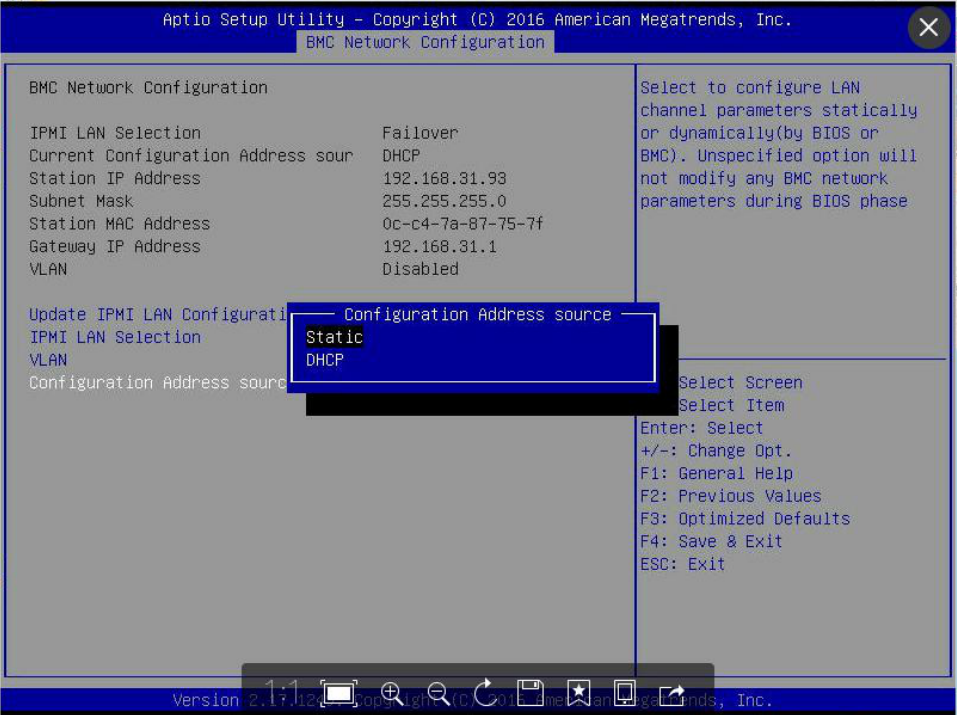 Aptio Setup Utility – Copyright (C) 2016 American Megatrends, Inc.
BMC Network Configuration
BMC Network Configuration
IPMI LAN Selection Failover
Current Configuration Address sour DHCP
Station IP Address 192.168.31.93
Subnet Mask 255.255.255.0
Station MAC Address 0c-c4-7a-87-75-7f
Gateway IP Address 192.168.31.1
VLAN Disabled
Update IPMI LAN Configurati
IPMI LAN Selection
VLAN
Configuration Address sourc
Configuration Address source
Static
DHCP
Select to configure LAN
channel parameters statically
or dynamically(by BIOS or
BMC). Unspecified option will
not modify any BMC network
parameters during BIOS phase
Select Screen
Select Item
Enter: Select
+/-: Change Opt.
F1: General Help
F2: Previous Values
F3: Optimized Defaults
F4: Save & Exit
ESC: Exit
1:1
Version Copyright (C) 2016 American Megatrends, Inc.